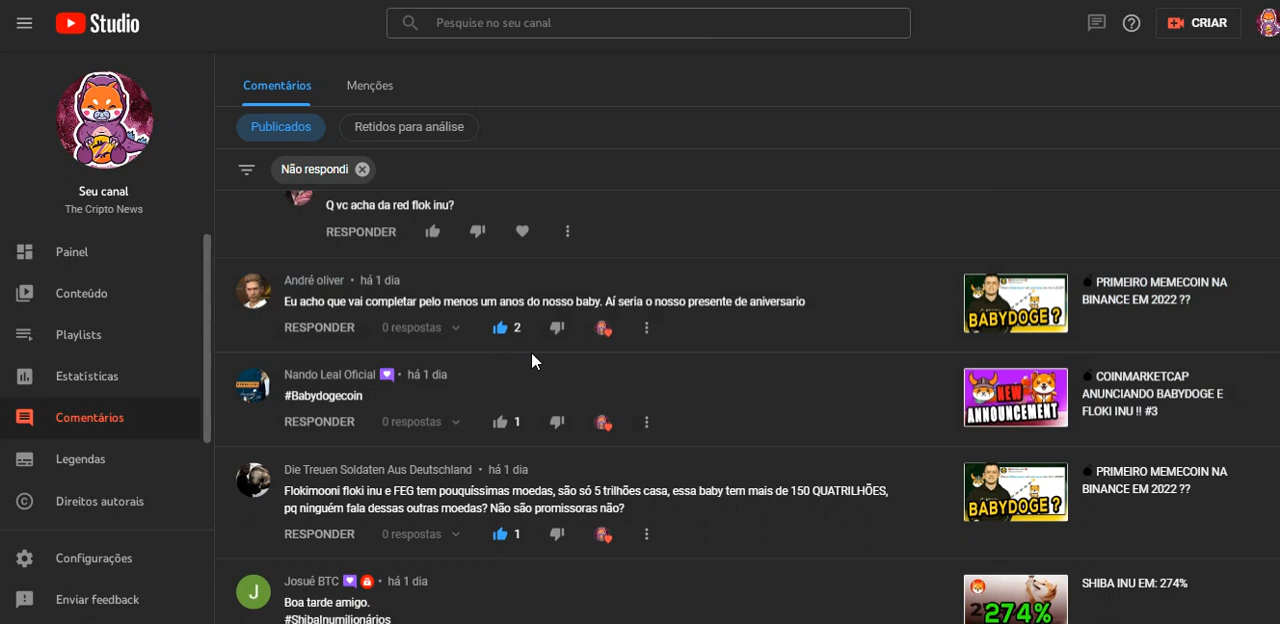 Studio
Pesquise no seu canal
CRIAR
Seu canal
The Cripto News
Painel
Conteúdo
Playlists
Estatísticas
Comentários
Legendas
Direitos autorais
Configurações
Enviar feedback
Comentários
Menções
Publicados
Retidos para análise
Não respondi
Q vc acha da red flok inu?
RESPONDER
André oliver • há 1 dia
Eu acho que vai completar pelo menos um anos do nosso baby. Aí seria o nosso presente de aniversario
RESPONDER 0 respostas 2
BABYDOGE ?
PRIMEIRO MEMECOIN NA
BINANCE EM 2022 ??
Nando Leal Oficial • há 1 dia
#Babydogecoin
RESPONDER 0 respostas 1
NEW
ANNOUNCEMENT
COINMARKETCAP
ANUNCIANDO BABYDOGE E
FLOKI INU !! #3
Die Treuen Soldaten Aus Deutschland • há 1 dia
Flokimooni floki inu e FEG tem pouquíssimas moedas, são só 5 trilhões casa, essa baby tem mais de 150 QUATRILHÕES,
pq ninguém fala dessas outras moedas? Não são promissoras não?
RESPONDER 0 respostas 1
BABYDOGE ?
PRIMEIRO MEMECOIN NA
BINANCE EM 2022 ??
J
Josué BTC • há 1 dia
Boa tarde amigo.
#ShibaInumilionários
274%
SHIBA INU EM: 274%